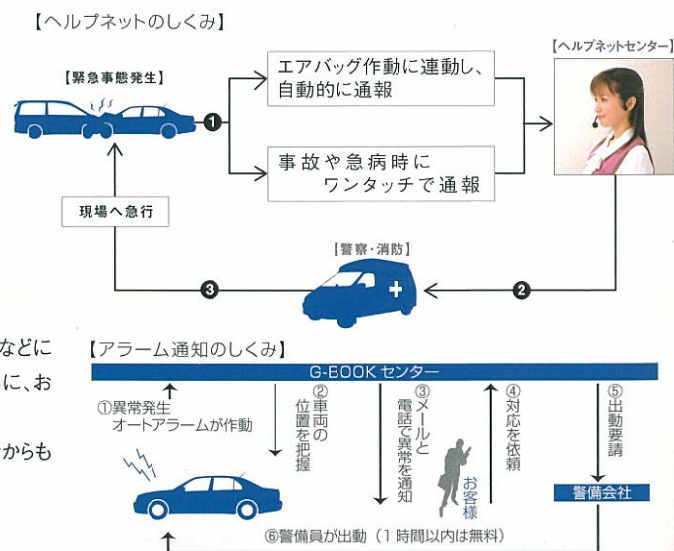 【ヘルプネットのしくみ】
【緊急事態発生】
❶
エアバッグ作動に連動し、
自動的に通報
事故や急病時に
ワンタッチで通報
【ヘルプネットセンター】
現場へ急行
【警察・消防】
❸
❷
などに
に、お
からも
【アラーム通知のしくみ】
G-BOOKセンター
①異常発生
オートアラームが作動
②車両の
位置を把握
③メールと
電話で異常を通知
お客様
④対応を依頼
⑤出動要請
警備会社
⑥警備員が出動（1時間以内は無料）